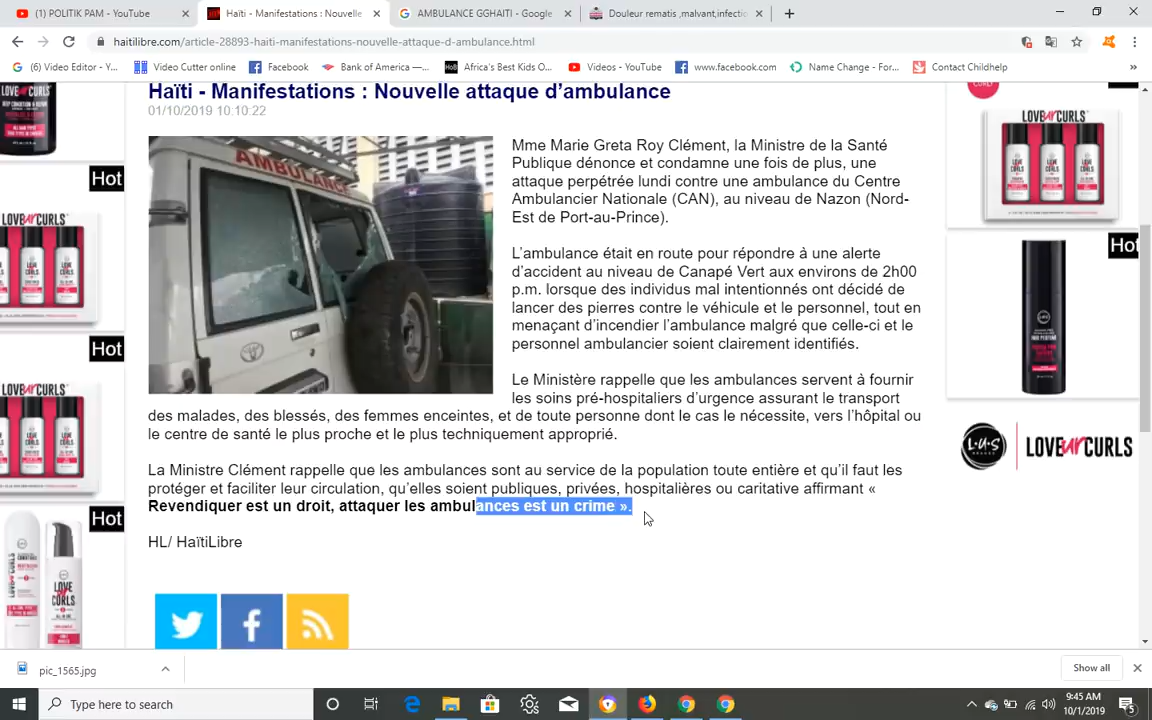 (1) POLITIK PAM - YouTube
Haïti - Manifestations : Nouvelle
AMBULANCE GGHAITI - Google
Douleur rematis ,malvant,infectio
haitilibre.com/article-28893-haiti-manifestations-nouvelle-attaque-d-ambulance.html
(6) Video Editor - Y...
Video Cutter online
Facebook
Bank of America —...
Africa's Best Kids O...
Videos - YouTube
www.facebook.com
Name Change - For...
Contact Childhelp
Haïti - Manifestations : Nouvelle attaque d'ambulance
01/10/2019 10:10:22
AMBULANCE
Mme Marie Greta Roy Clément, la Ministre de la Santé
Publique dénonce et condamne une fois de plus, une
attaque perpétrée lundi contre une ambulance du Centre
Ambulancier Nationale (CAN), au niveau de Nazon (Nord-
Est de Port-au-Prince).
L'ambulance était en route pour répondre à une alerte
d'accident au niveau de Canapé Vert aux environs de 2h00
p.m. lorsque des individus mal intentionnés ont décidé de
lancer des pierres contre le véhicule et le personnel, tout en
menaçant d'incendier l'ambulance malgré que celle-ci et le
personnel ambulancier soient clairement identifiés.
Le Ministère rappelle que les ambulances servent à fournir
les soins pré-hospitaliers d'urgence assurant le transport
des malades, des blessés, des femmes enceintes, et de toute personne dont le cas le nécessite, vers l'hôpital ou
le centre de santé le plus proche et le plus techniquement approprié.
La Ministre Clément rappelle que les ambulances sont au service de la population toute entière et qu'il faut les
protéger et faciliter leur circulation, qu'elles soient publiques, privées, hospitalières ou caritative affirmant «
Revendiquer est un droit, attaquer les ambulances est un crime ».
HL/ HaïtiLibre
LOVE
CURLS
Hot
LOVE CURLS
Hot
LOVE CURLS
Hot
LOVE
CURLS
LOVE CURLS
Hot
L·U·S
BRANDS
LOVE CURLS
pic_1565.jpg
Show all
Type here to search
9:45 AM
10/1/2019
5